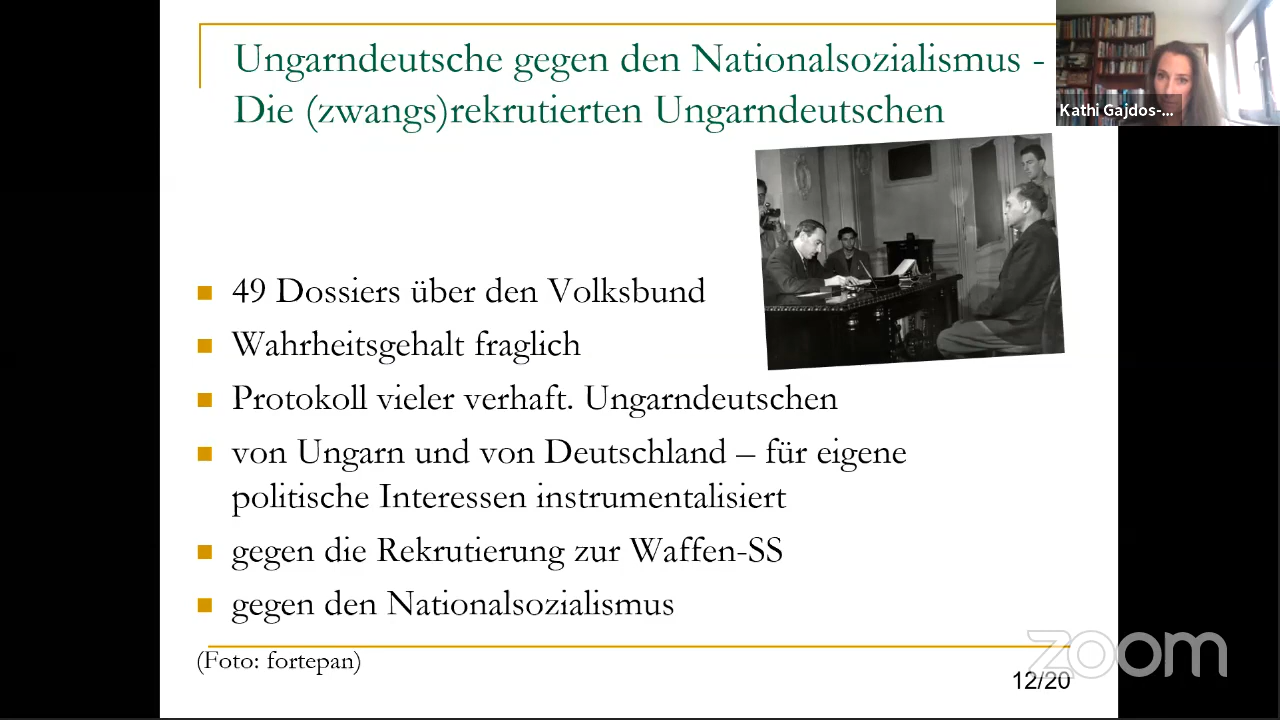 Ungarndeutsche gegen den Nationalsozialismus -
Die (zwangs)rekrutierten Ungarndeutschen
Kathi Gajdos-...
49 Dossiers über den Volksbund
Wahrheitsgehalt fraglich
Protokoll vieler verhaft. Ungarndeutschen
von Ungarn und von Deutschland – für eigene
politische Interessen instrumentalisiert
gegen die Rekrutierung zur Waffen-SS
gegen den Nationalsozialismus
(Foto: fortepan)
zoom
12/20